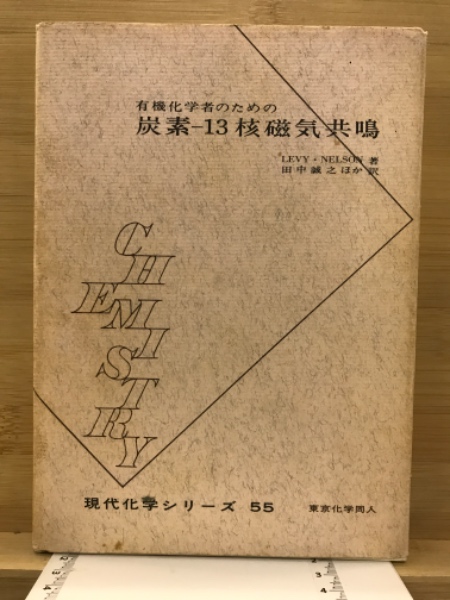 有機化学者のための
炭素-13核磁気共鳴
LEVY・NELSON 著
田中誠之ほか訳
CHEMISTRY
現代化学シリーズ 55
東京化学同人